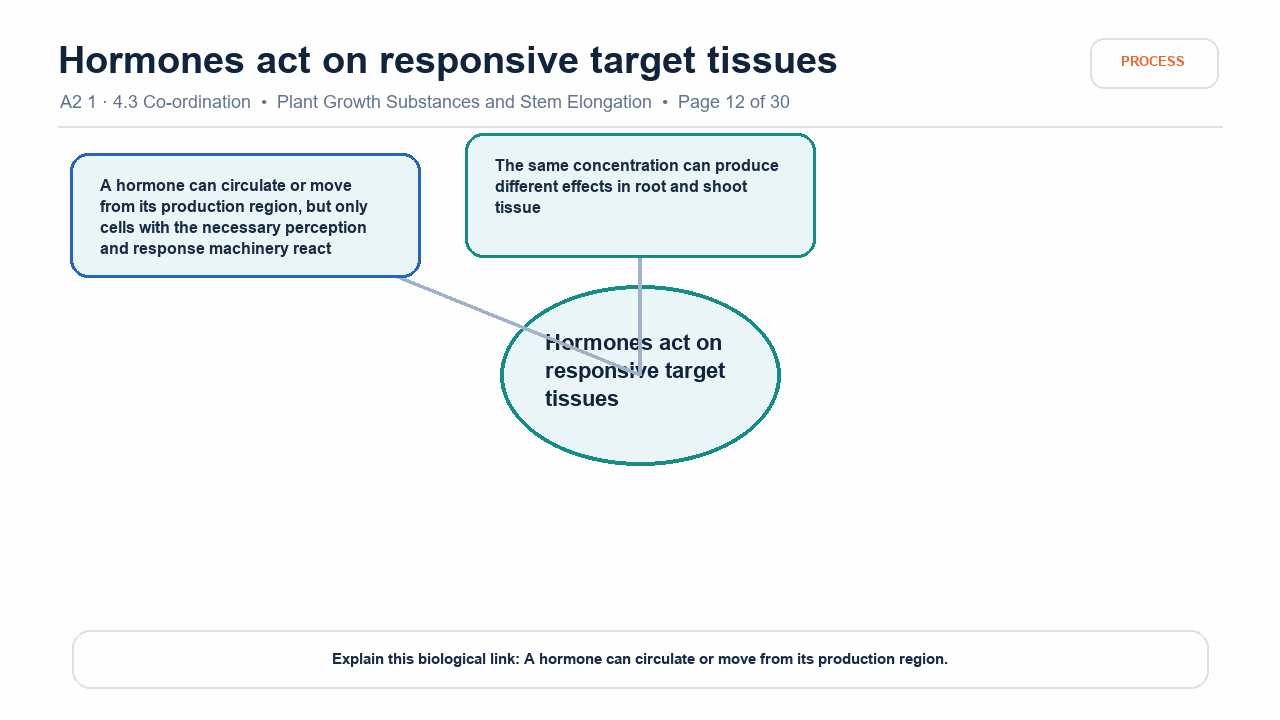 Hormones act on responsive target tissues
PROCESS
A2 1 · 4.3 Co-ordination • Plant Growth Substances and Stem Elongation • Page 12 of 30
A hormone can circulate or move
from its production region, but only
cells with the necessary perception
and response machinery react
The same concentration can produce
different effects in root and shoot
tissue
Hormones act on
responsive target
tissues
Explain this biological link: A hormone can circulate or move from its production region.